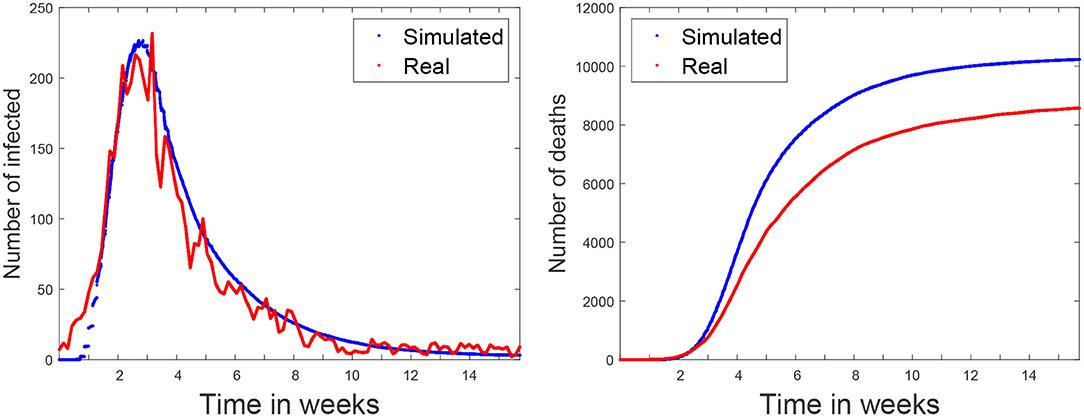 250
200
150
100
50
0
2 4 6 8 10 12 14
Number of infected
Time in weeks
Simulated
Real
12000
10000
8000
6000
4000
2000
0
2 4 6 8 10 12 14
Number of deaths
Time in weeks
Simulated
Real